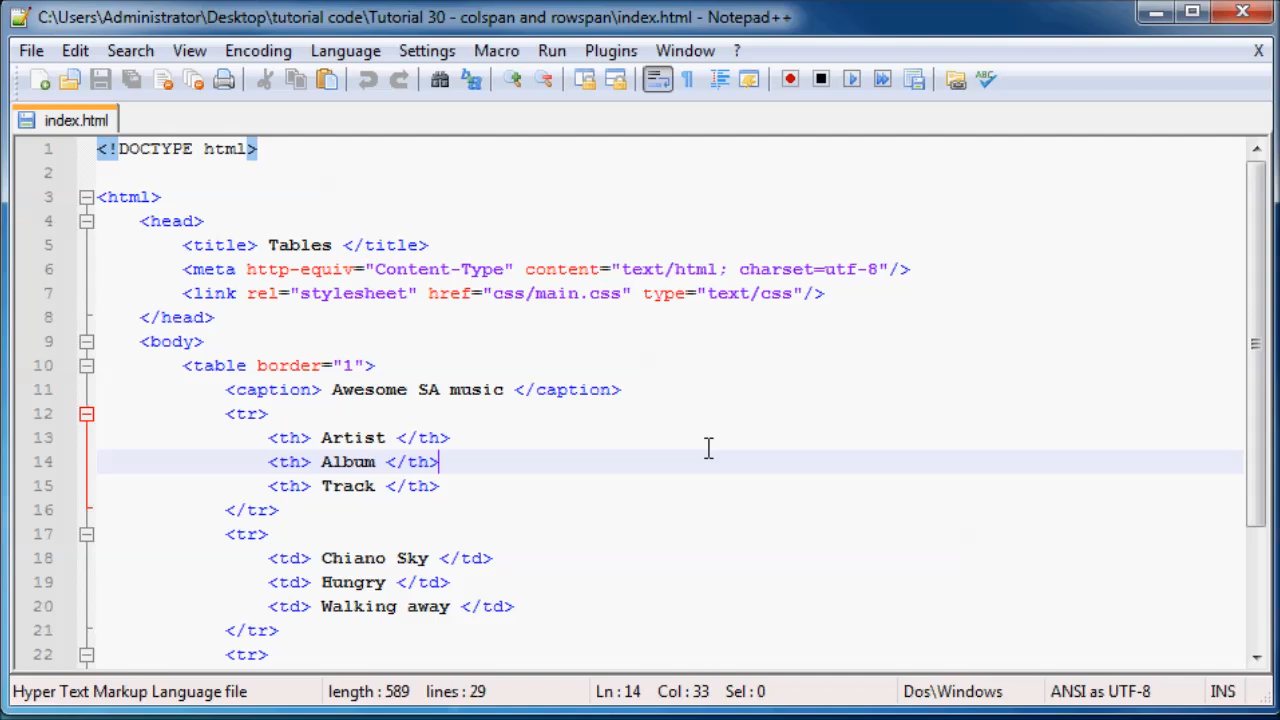 C:\Users\Administrator\Desktop\tutorial code\Tutorial 30 - colspan and rowspan\index.html - Notepad++
File Edit Search View Encoding Language Settings Macro Run Plugins Window ? X
ABC
index.html
1 <!DOCTYPE html>
2
3 <html>
4 <head>
5 <title> Tables </title>
6 <meta http-equiv="Content-Type" content="text/html; charset=utf-8"/>
7 <link rel="stylesheet" href="css/main.css" type="text/css"/>
8 </head>
9 <body>
10 <table border="1">
11 <caption> Awesome SA music </caption>
12 <tr>
13 <th> Artist </th>
14 <th> Album </th>
15 <th> Track </th>
16 </tr>
17 <tr>
18 <td> Chiano Sky </td>
19 <td> Hungry </td>
20 <td> Walking away </td>
21 </tr>
22 <tr>
Hyper Text Markup Language file length : 589 lines : 29 Ln : 14 Col : 33 Sel : 0 Dos\Windows ANSI as UTF-8 INS